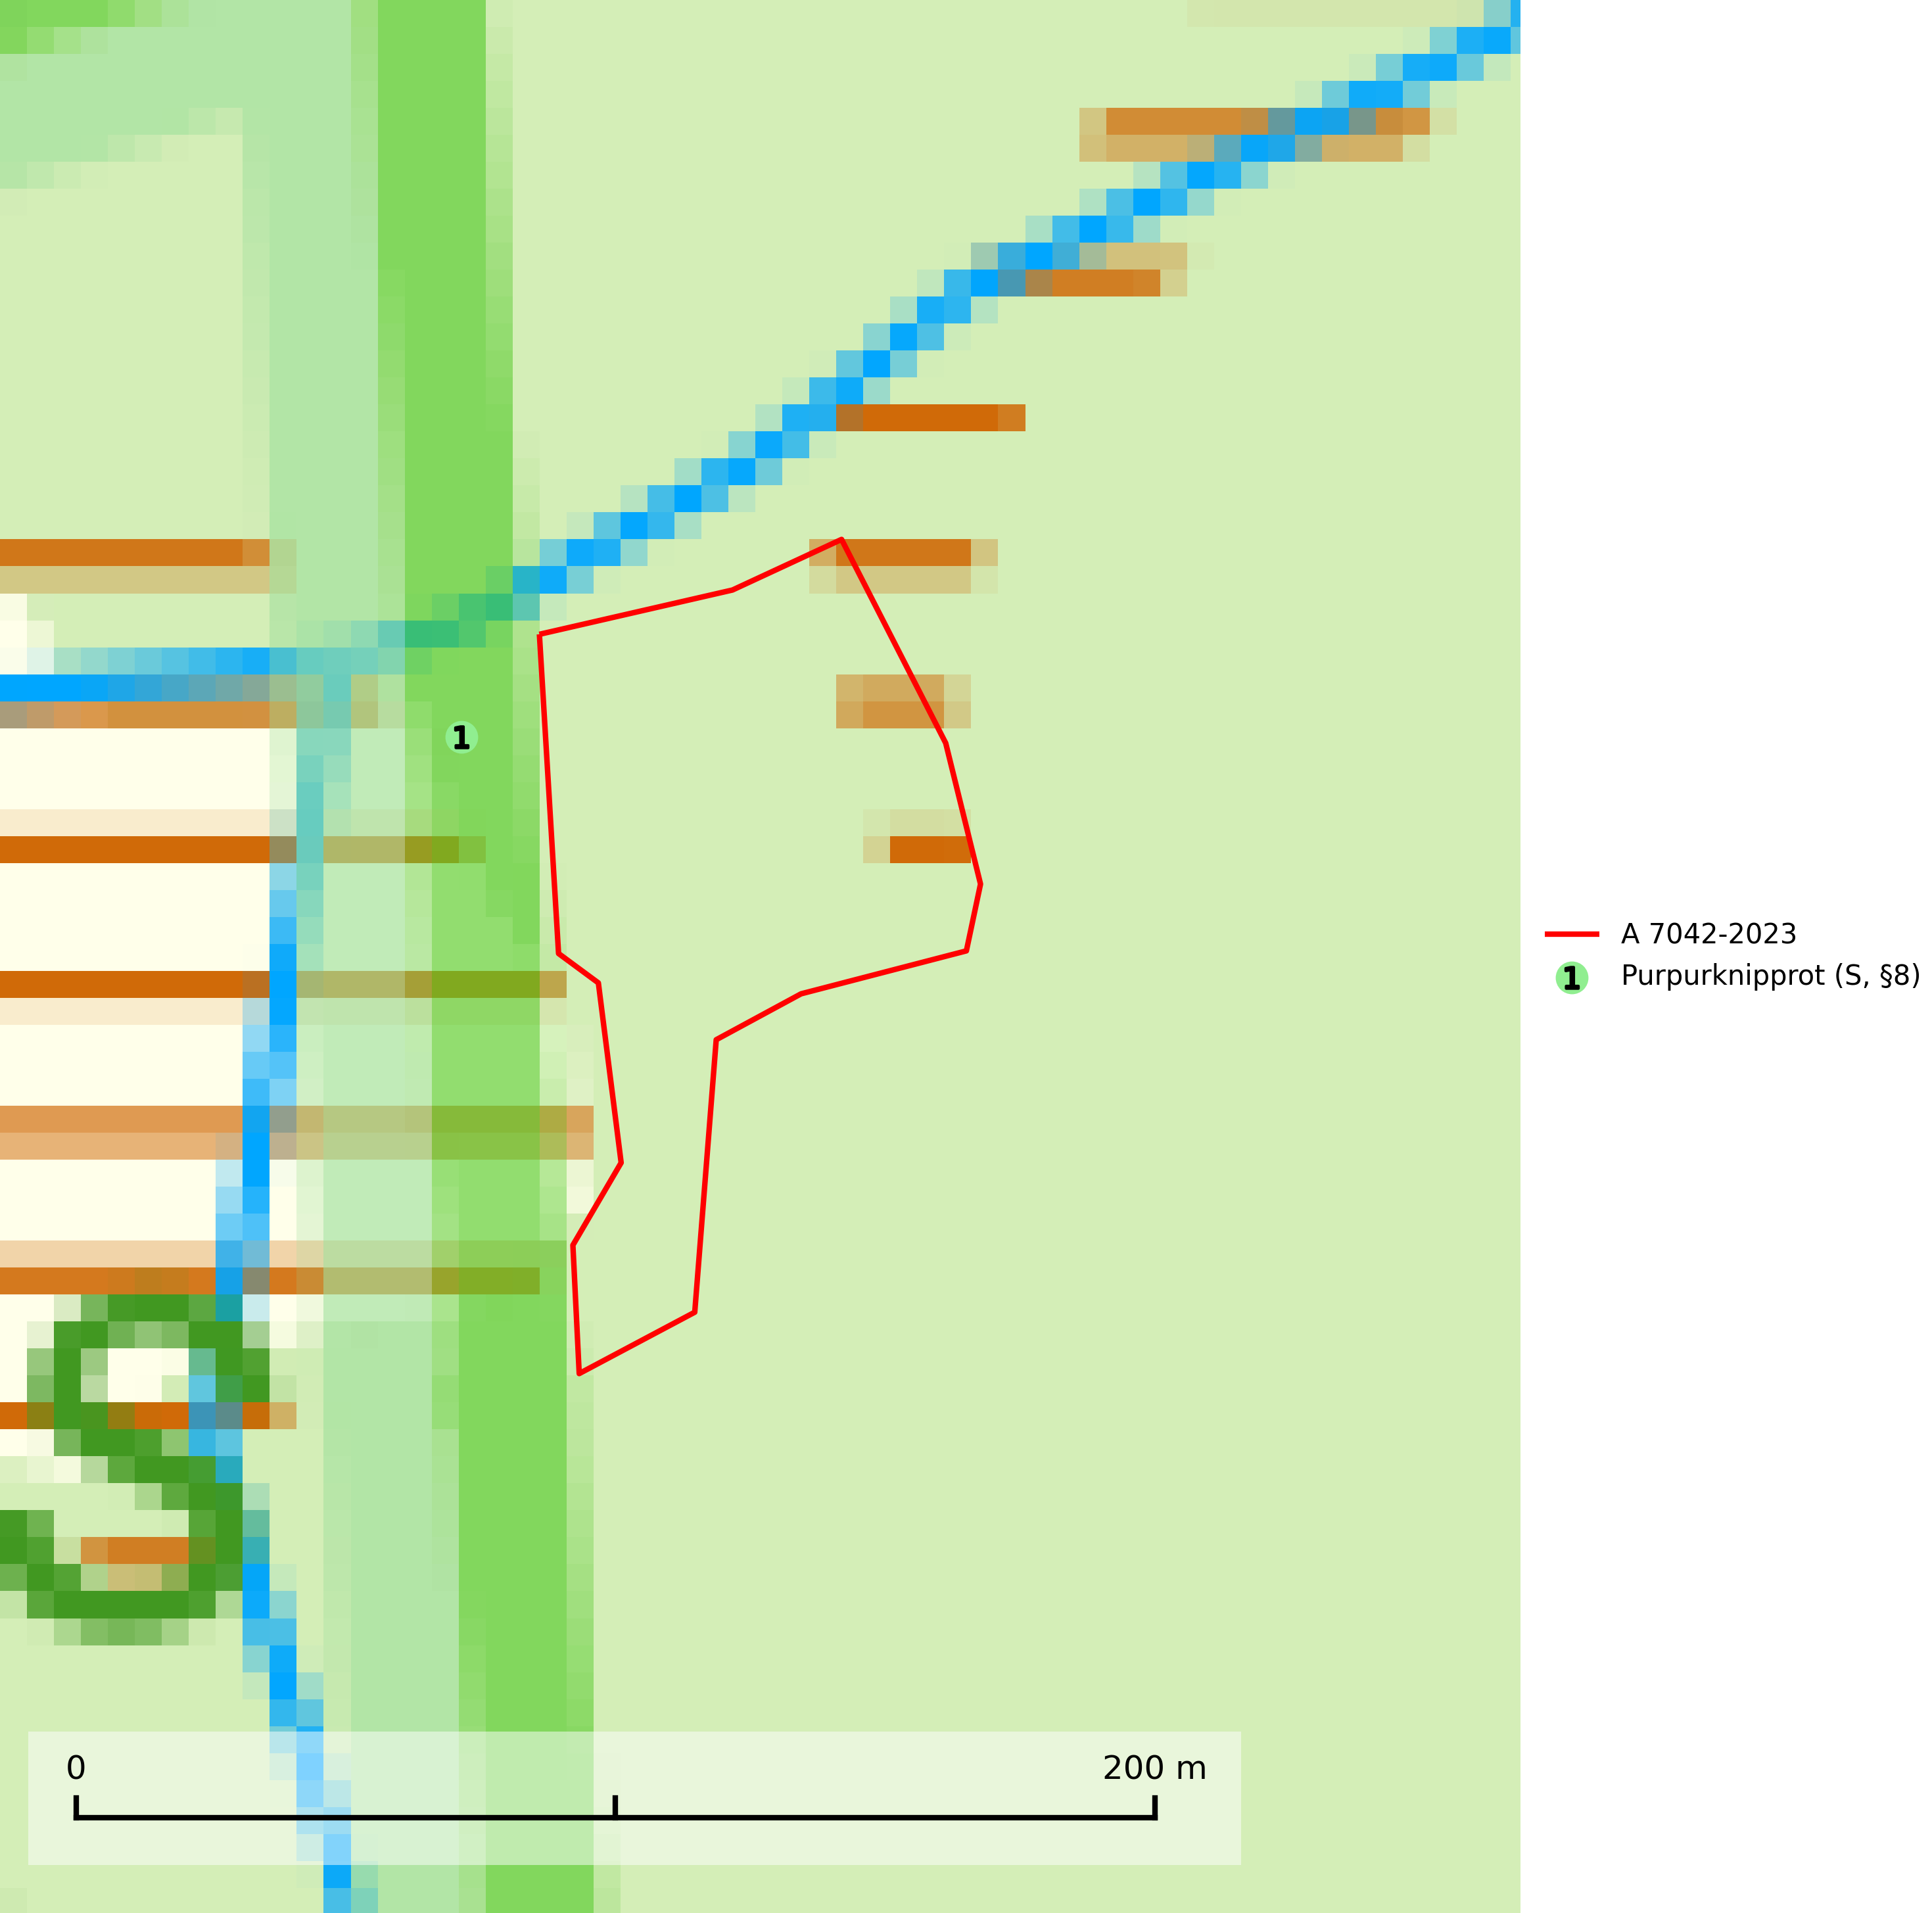 1
A 7042-2023
1 Purpurknipprot (S, §8)
0 200 m